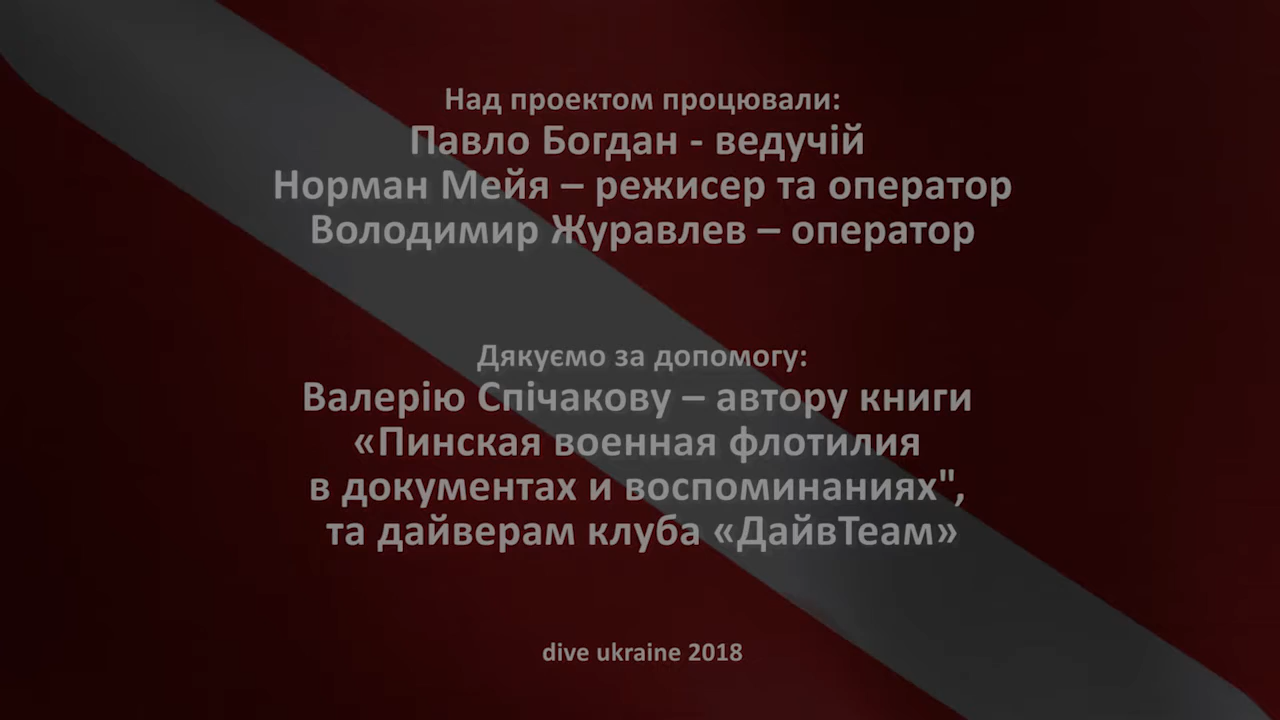 Над проектом процювали:
Павло Богдан - ведучій
Норман Мейя – режисер та оператор
Володимир Журавлев – оператор
Дякуємо за допомогу:
Валерію Спічакову – автору книги
«Пинская военная флотилия
в документах и воспоминаниях",
та дайверам клуба «ДайвТеам»
dive ukraine 2018